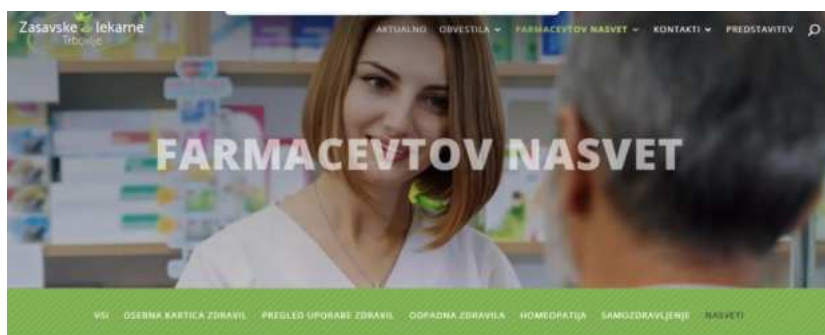 Zasavske lekarne
Trbovlje
AKTUALNO OBVESTILA FARMACEVTOV NASVET KONTAKTI PREDSTAVITEV
FARMACEVTOV NASVET
VSI OSEBNA KARTICA ZDRAVIL PREGLED UPORABE ZDRAVIL ODPADNA ZDRAVILA HOMEOPATIJA SAMOZDRAVLJENJE NASVETI